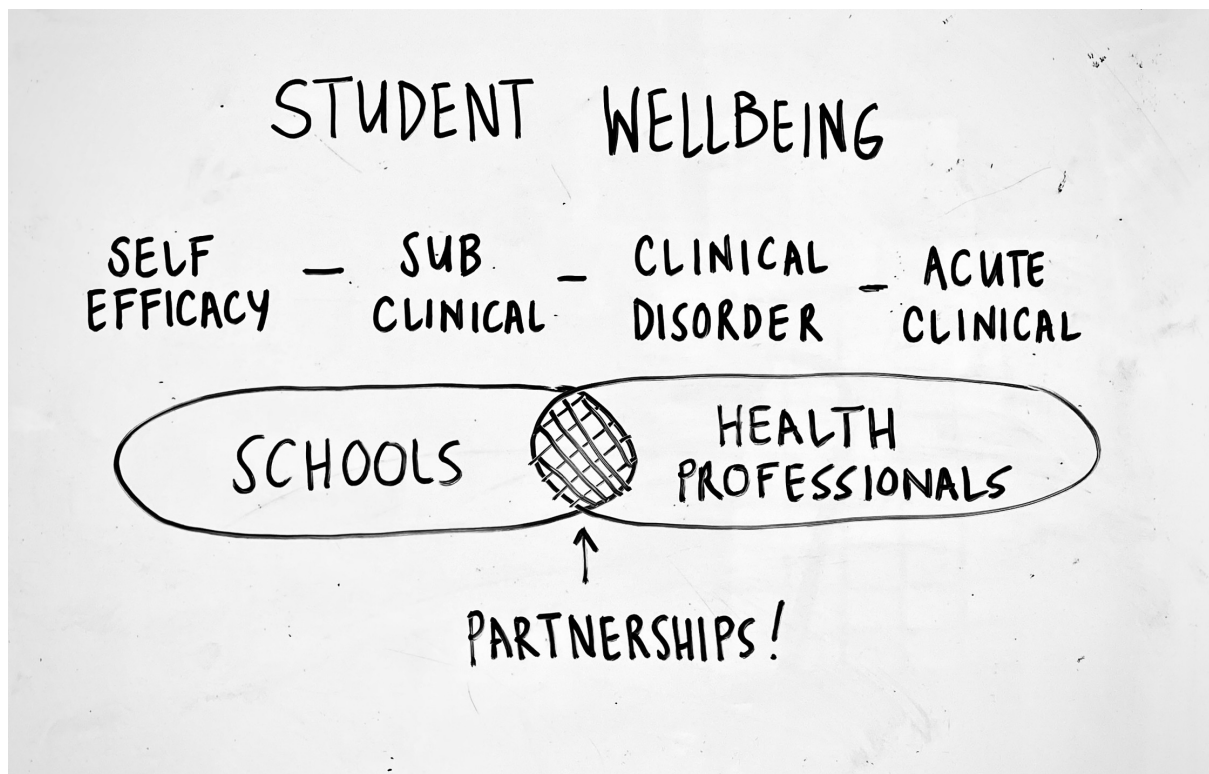 STUDENT WELLBEING
SELF EFFICACY – SUB CLINICAL – CLINICAL DISORDER – ACUTE CLINICAL
SCHOOLS
HEALTH
PROFESSIONALS
PARTNERSHIPS!